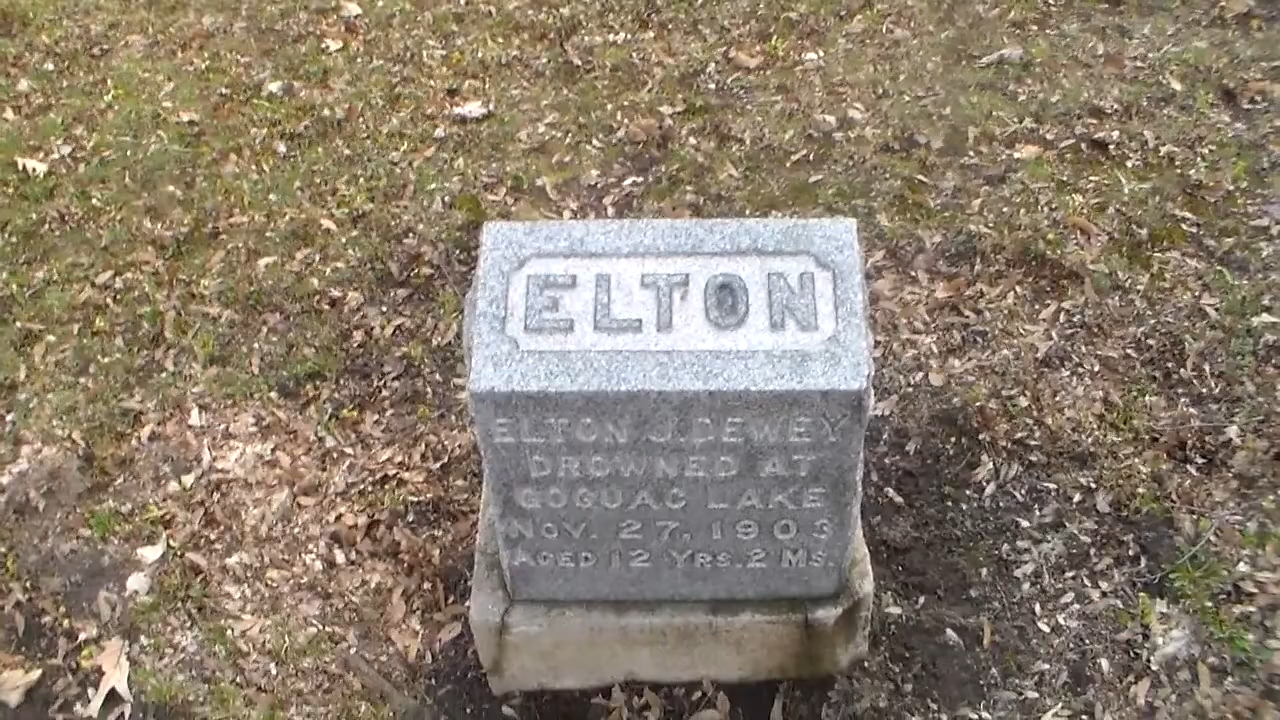 ELTON
ELTON J. DEWEY
DROWNED AT
GOGUAC LAKE
NOV. 27, 1903
AGED 12 YRS. 2 MS.